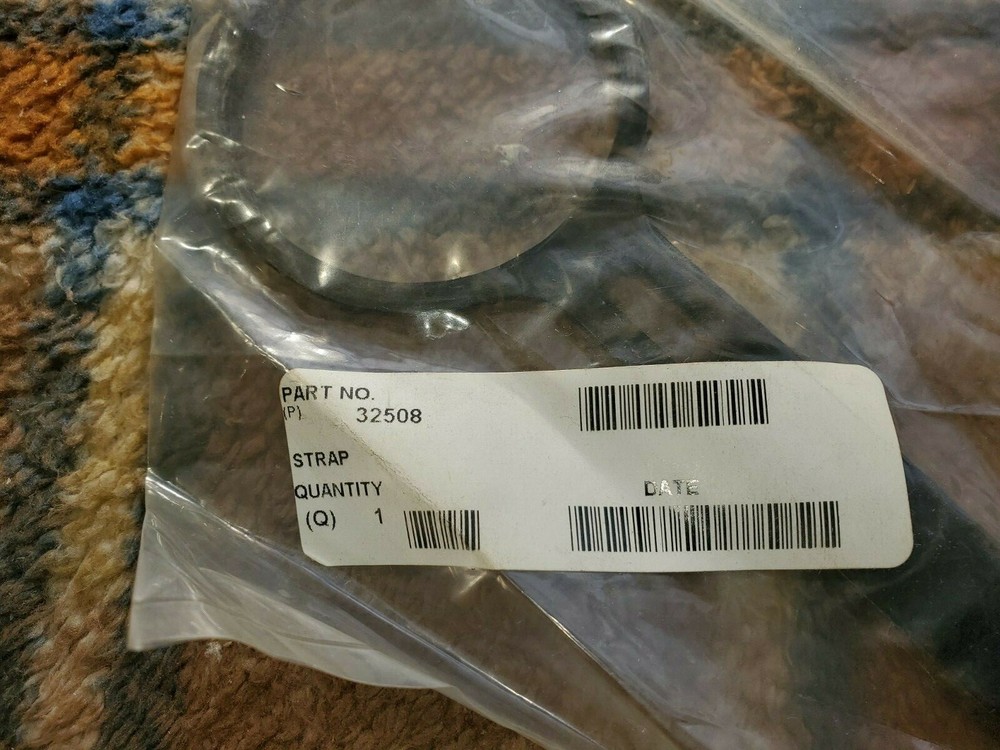 PART NO.
(P) 32508
STRAP
QUANTITY
(Q) 1
DATE